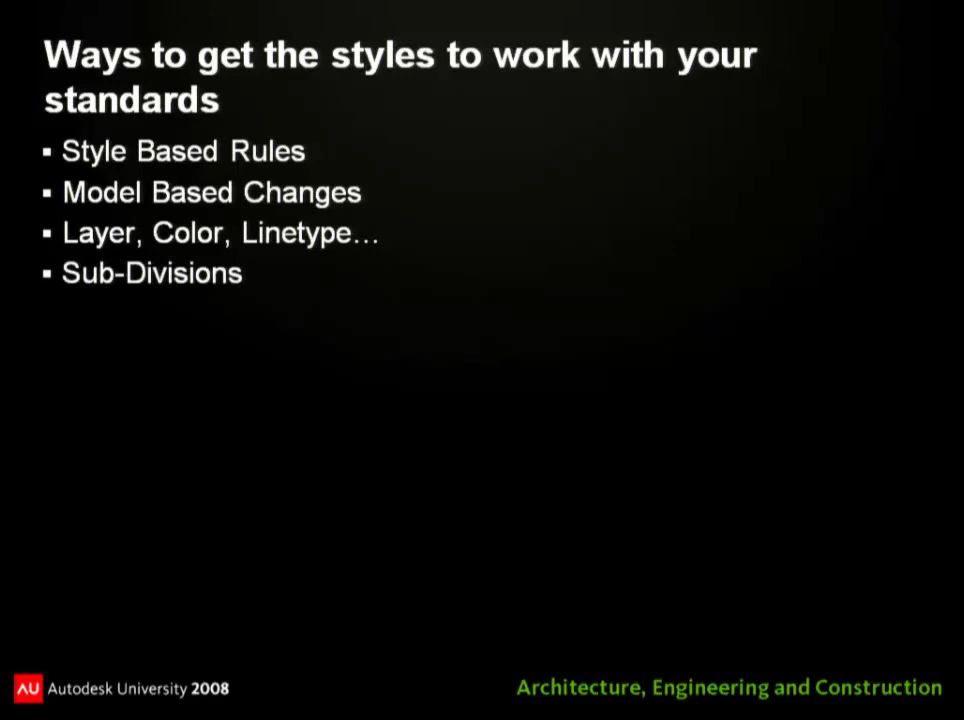 Ways to get the styles to work with your
standards
▪ Style Based Rules
▪ Model Based Changes
▪ Layer, Color, Linetype…
▪ Sub-Divisions
AU Autodesk University 2008
Architecture, Engineering and Construction